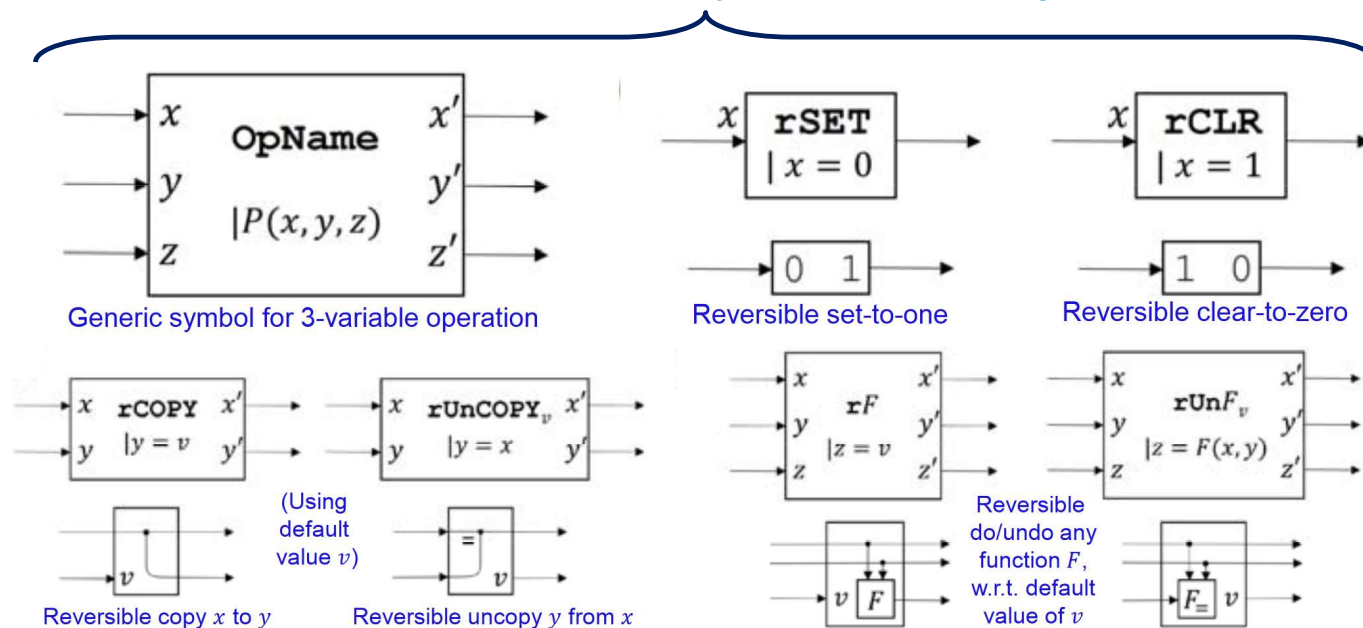 x OpName x′
y |P(x, y, z) y′
z z′
Generic symbol for 3-variable operation
x rSET
| x = 0
0 1
Reversible set-to-one
x rCLR
| x = 1
1 0
Reversible clear-to-zero
x rCOPY x′
y |y = v y′
v
Reversible copy x to y
(Using
default
value v)
x rUnCOPYᵥ x′
y |y = x y′
=
v
Reversible uncopy y from x
x x′
rF
y y′
|z = v
z z′
v F
Reversible
do/undo any
function F,
w.r.t. default
value of v
x x′
rUnFᵥ
y y′
|z = F(x, y)
z z′
F= v